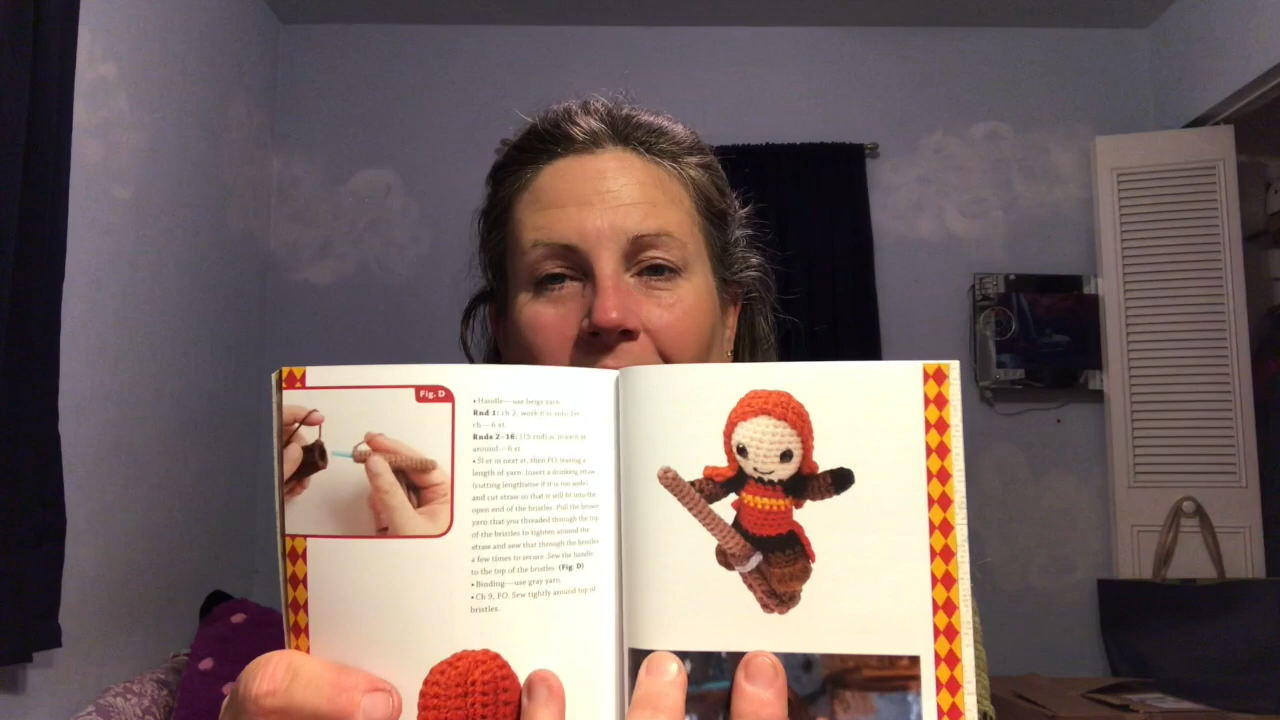 Fig. D
• Handle—use beige yarn.
Rnd 1: ch 2, work 6 sc into 1st
ch—6 st
Rnds 2–16: (15 rnd) sc in each st
around—6 st
• Sl st in next st, then FO leaving a
length of yarn. Insert a drinking straw
(cutting lengthwise if it is too wide)
and cut straw so that it will fit into the
open end of the bristles. Pull the brown
yarn that you threaded through the top
of the bristles to tighten around the
straw and sew that through the bristles
a few times to secure. Sew the handle
to the top of the bristles. (Fig. D)
• Binding—use gray yarn.
• Ch 9, FO. Sew tightly around top of
bristles.